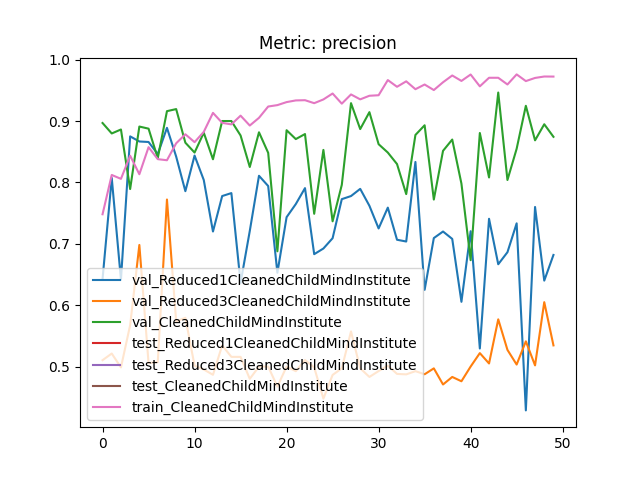 Metric: precision
1.0
0.9
0.8
0.7
0.6
0.5
val_Reduced1CleanedChildMindInstitute
val_Reduced3CleanedChildMindInstitute
val_CleanedChildMindInstitute
test_Reduced1CleanedChildMindInstitute
test_Reduced3CleanedChildMindInstitute
test_CleanedChildMindInstitute
train_CleanedChildMindInstitute
0 10 20 30 40 50